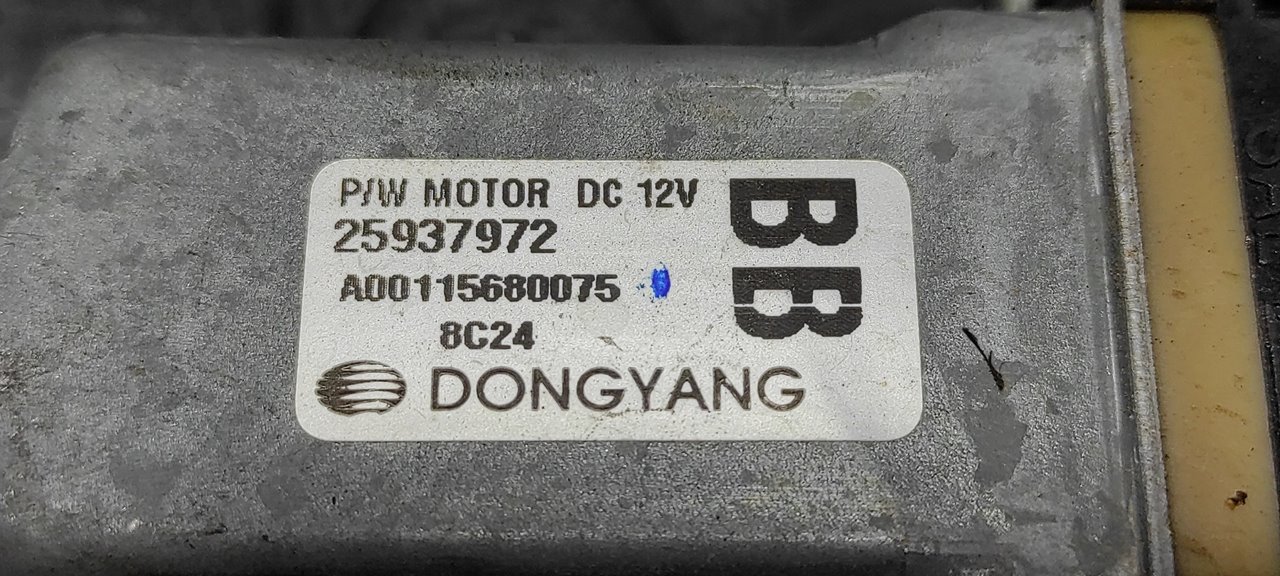 P/W MOTOR DC 12V
25937972
A00115680075
8C24
DONGYANG
BB